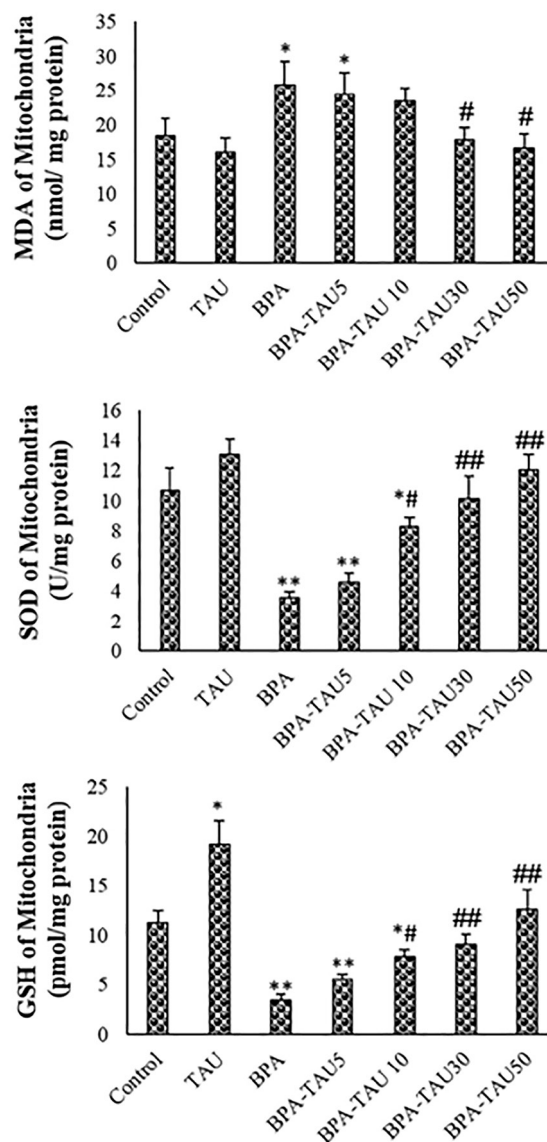 MDA of Mitochondria
(nmol/ mg protein)
35
30
25
20
15
10
5
0
*
*
#
#
Control
TAU
BPA
BPA-TAU5
BPA-TAU 10
BPA-TAU30
BPA-TAU50
SOD of Mitochondria
(U/mg protein)
16
14
12
10
8
6
4
2
0
**
**
*#
##
##
Control
TAU
BPA
BPA-TAU5
BPA-TAU 10
BPA-TAU30
BPA-TAU50
GSH of Mitochondria
(pmol/mg protein)
25
20
15
10
5
0
*
**
**
*#
##
##
Control
TAU
BPA
BPA-TAU5
BPA-TAU 10
BPA-TAU30
BPA-TAU50